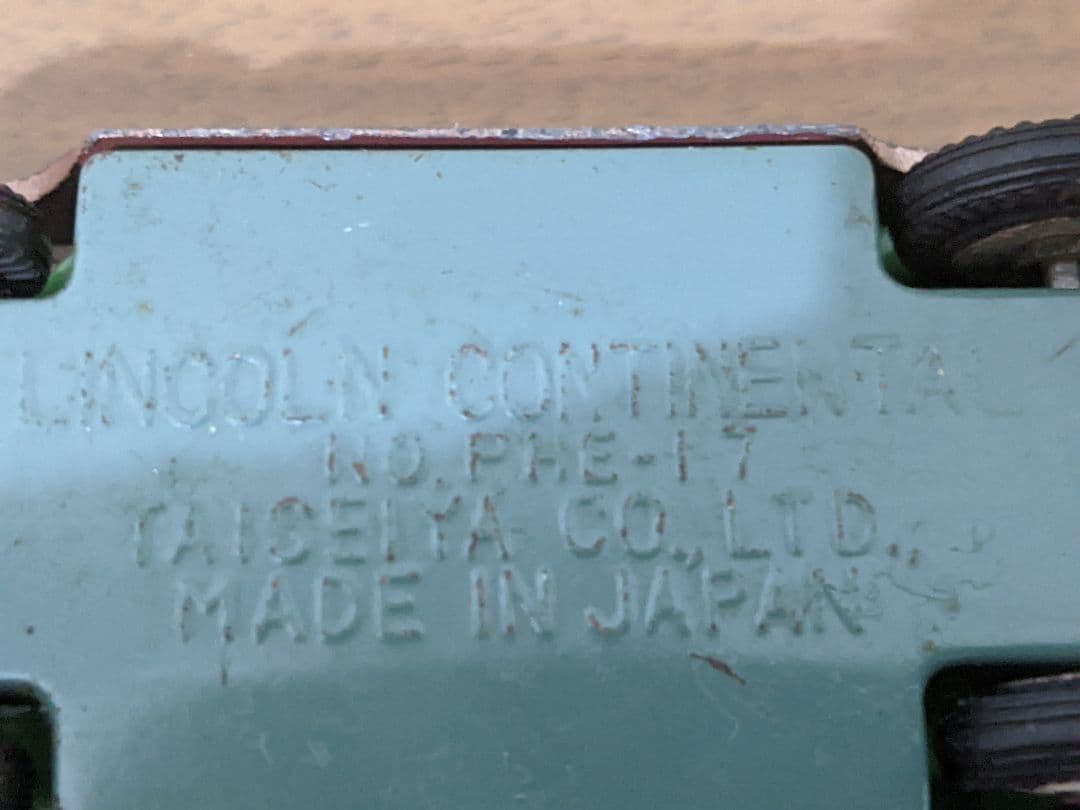 LINCOLN CONTINENTAL
NO. PHE-17
TAISEIYA CO., LTD.,
MADE IN JAPAN